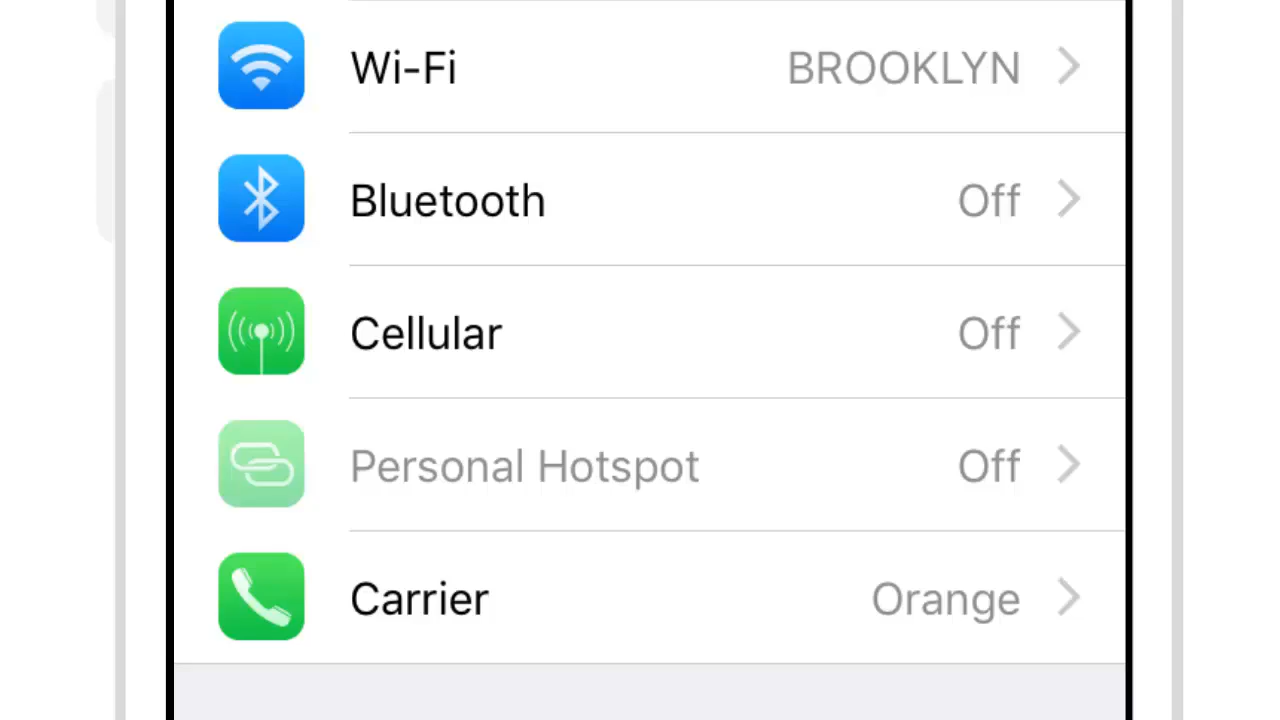 Wi-Fi BROOKLYN
Bluetooth Off
Cellular Off
Personal Hotspot Off
Carrier Orange